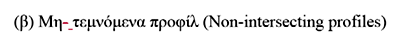 (β) Μη- τεμνόμενα προφίλ (Non-intersecting profiles)